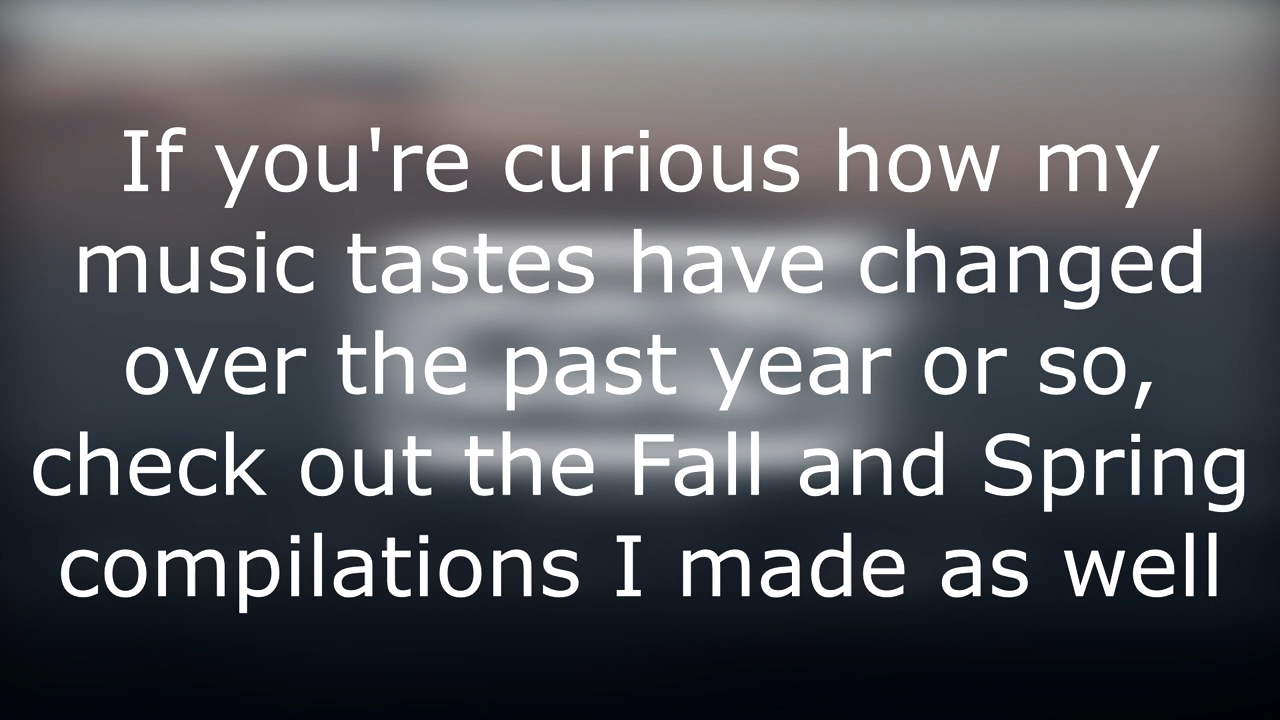 If you're curious how my
music tastes have changed
over the past year or so,
check out the Fall and Spring
compilations I made as well